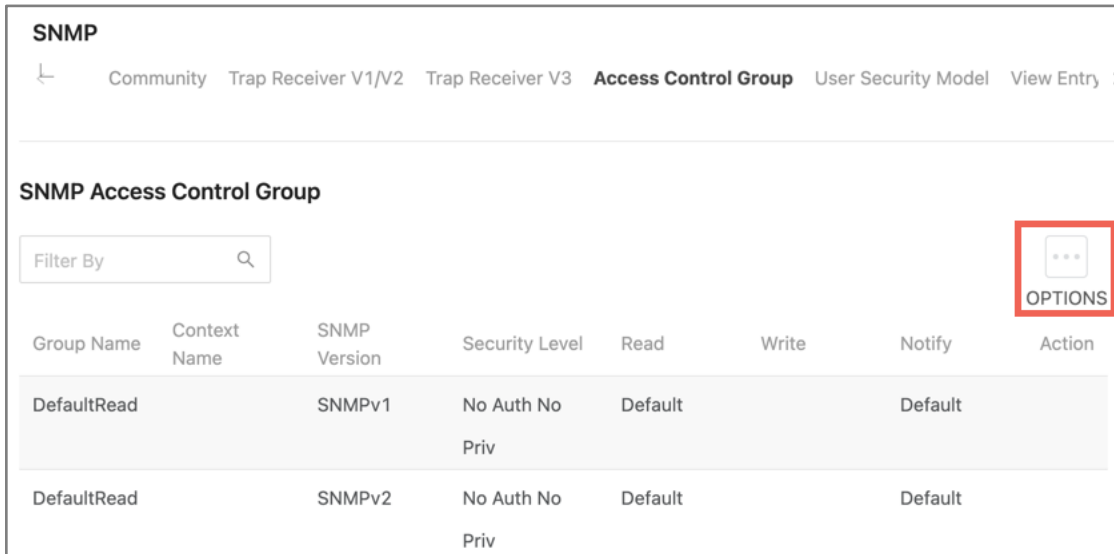 SNMP
Community Trap Receiver V1/V2 Trap Receiver V3 Access Control Group User Security Model View Entry
SNMP Access Control Group
Filter By
OPTIONS
Group Name Context Name SNMP Version Security Level Read Write Notify Action
DefaultRead SNMPv1 No Auth No Priv Default Default
DefaultRead SNMPv2 No Auth No Priv Default Default